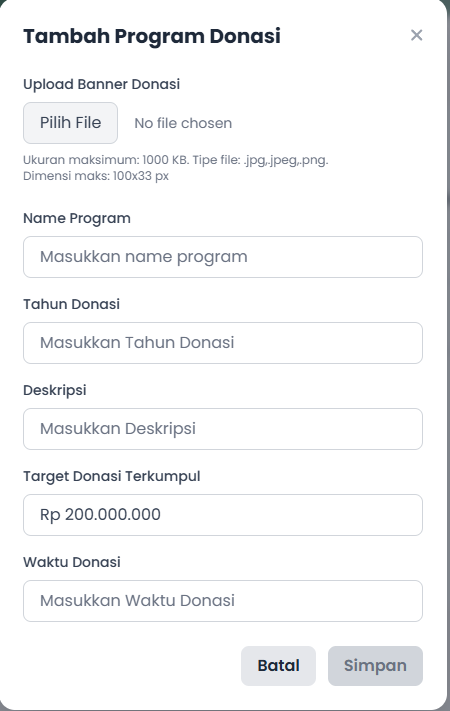 Tambah Program Donasi
Upload Banner Donasi
Pilih File No file chosen
Ukuran maksimum: 1000 KB. Tipe file: .jpg,.jpeg,.png.
Dimensi maks: 100x33 px
Name Program
Masukkan name program
Tahun Donasi
Masukkan Tahun Donasi
Deskripsi
Masukkan Deskripsi
Target Donasi Terkumpul
Rp 200.000.000
Waktu Donasi
Masukkan Waktu Donasi
Batal Simpan